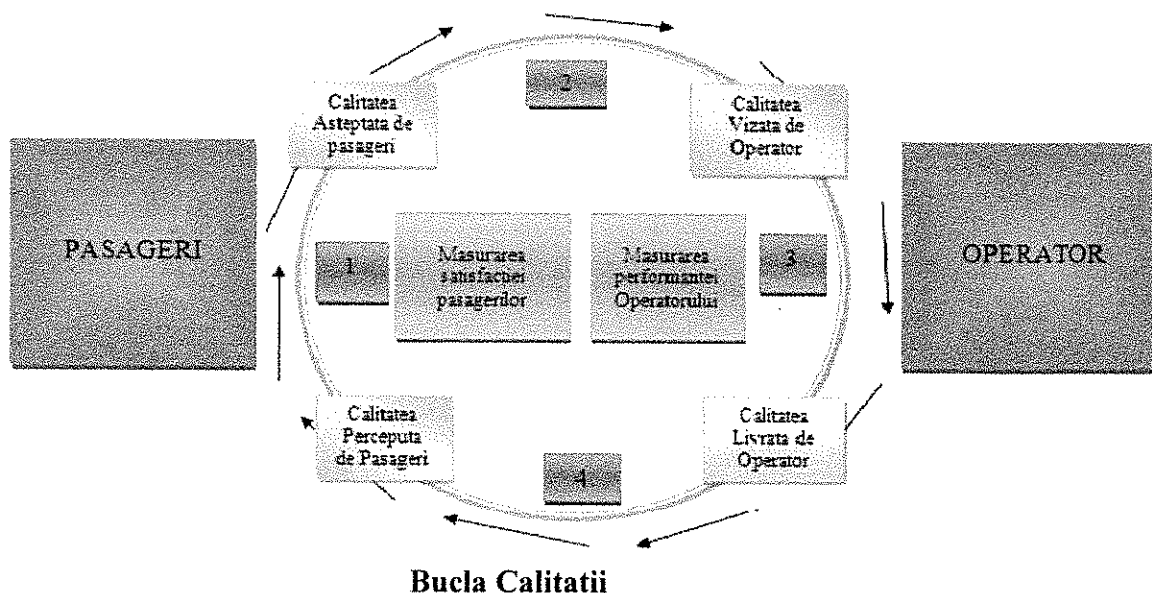 2
Calitatea
Asteptata de
pasageri
Calitatea
Vizata de
Operator
PASAGERI
1
Masurarea
satisfactiei
pasagerilor
Masurarea
performantei
Operatorului
3
OPERATOR
Calitatea
Perceputa
de Pasageri
4
Calitatea
Livrata de
Operator
Bucla Calitatii